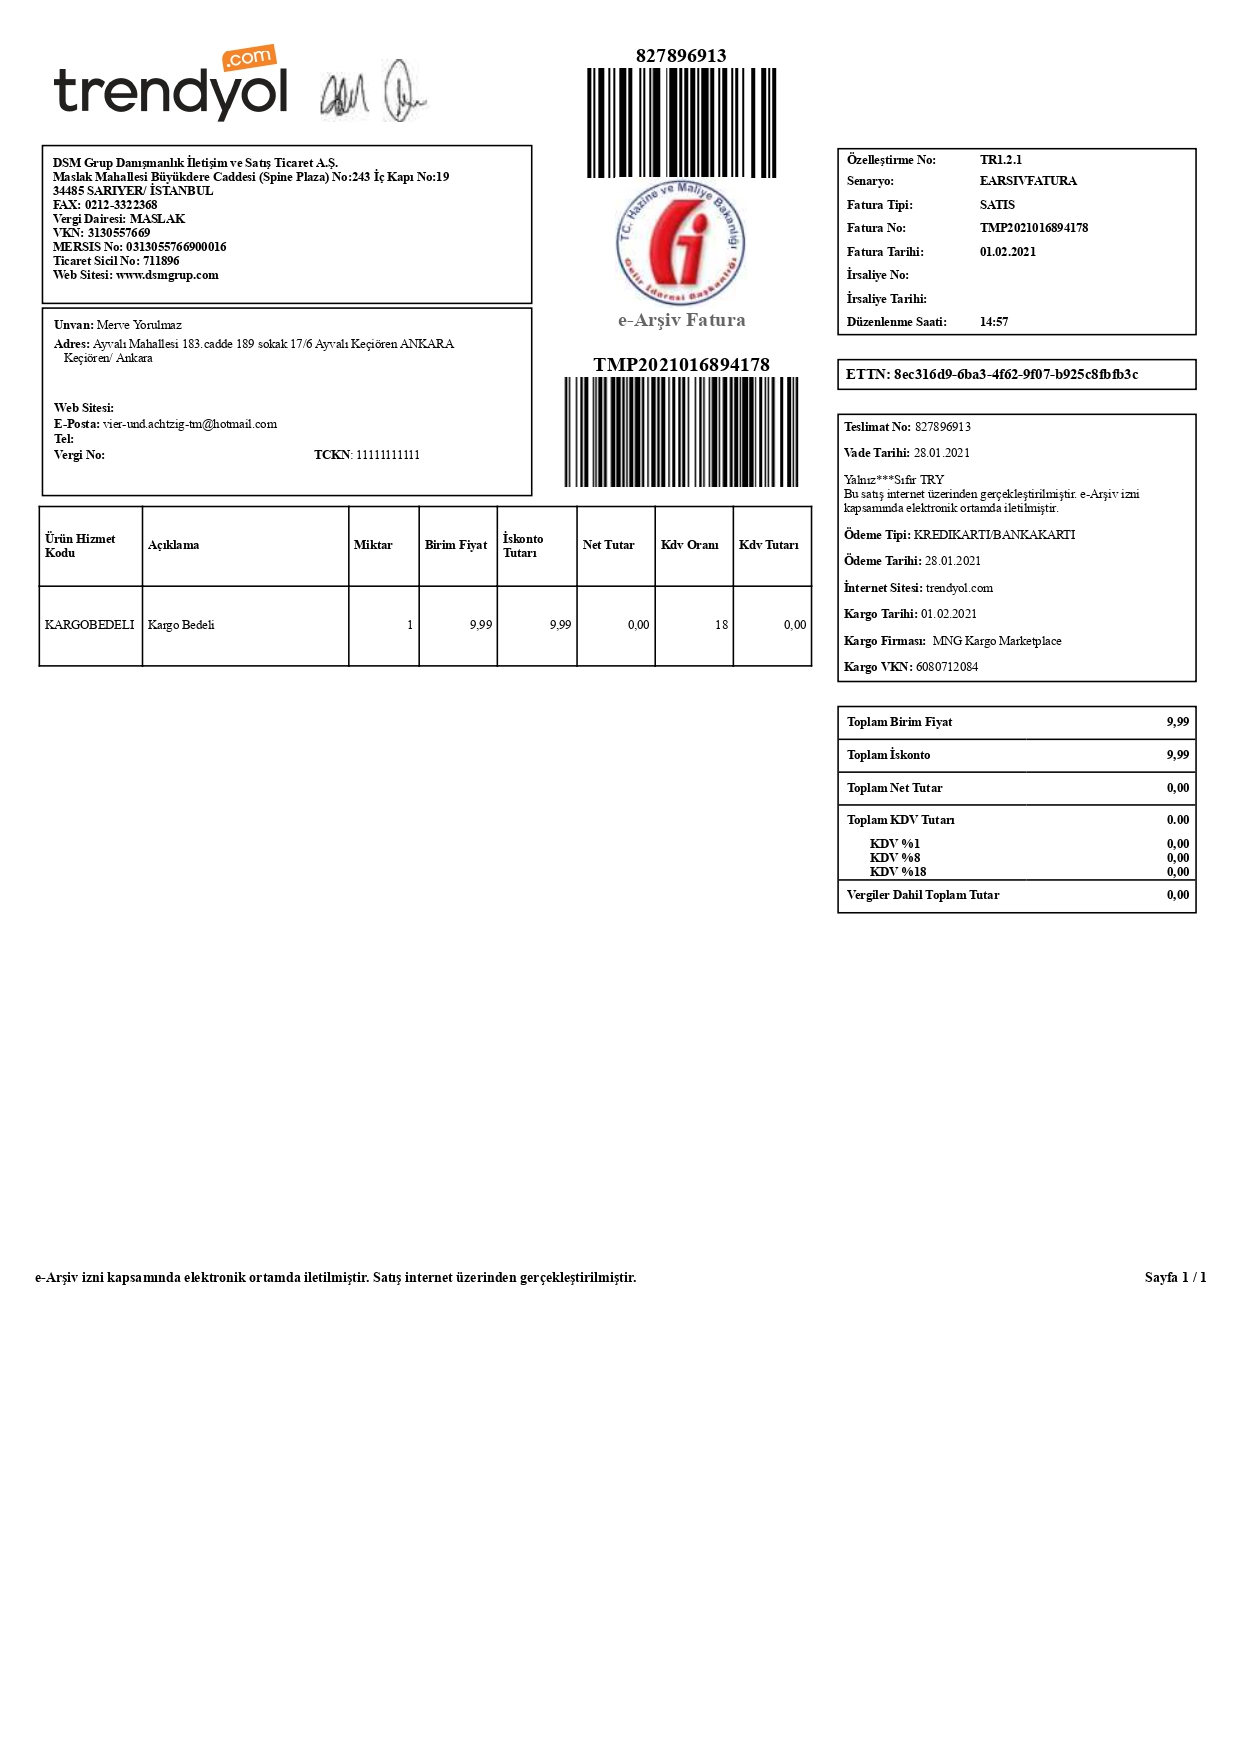 trendyol
.com
827896913
DSM Grup Danışmanlık İletişim ve Satış Ticaret A.Ş.
Maslak Mahallesi Büyükdere Caddesi (Spine Plaza) No:243 İç Kapı No:19
34485 SARIYER/ İSTANBUL
FAX: 0212-3322368
Vergi Dairesi: MASLAK
VKN: 3130557669
MERSIS No: 0313055766900016
Ticaret Sicil No: 711896
Web Sitesi: www.dsmgrup.com
T.C. Hazine ve Maliye Bakanlığı
Gelir İdaresi Başkanlığı
e-Arşiv Fatura
Özelleştirme No: TR1.2.1
Senaryo: EARSIVFATURA
Fatura Tipi: SATIS
Fatura No: TMP2021016894178
Fatura Tarihi: 01.02.2021
İrsaliye No:
İrsaliye Tarihi:
Düzenlenme Saati: 14:57
Unvan: Merve Yorulmaz
Adres: Ayvalı Mahallesi 183.cadde 189 sokak 17/6 Ayvalı Keçiören ANKARA
Keçiören/ Ankara
Web Sitesi:
E-Posta: vier-und.achtzig-tm@hotmail.com
Tel:
Vergi No: TCKN: 11111111111
TMP2021016894178
ETTN: 8ec316d9-6ba3-4f62-9f07-b925c8fbfb3c
Teslimat No: 827896913
Vade Tarihi: 28.01.2021
Yalnız***Sıfır TRY
Bu satış internet üzerinden gerçekleştirilmiştir. e-Arşiv izni
kapsamında elektronik ortamda iletilmiştir.
Ödeme Tipi: KREDIKARTI/BANKAKARTI
Ödeme Tarihi: 28.01.2021
İnternet Sitesi: trendyol.com
Kargo Tarihi: 01.02.2021
Kargo Firması: MNG Kargo Marketplace
Kargo VKN: 6080712084
Ürün Hizmet Kodu Açıklama Miktar Birim Fiyat İskonto Tutarı Net Tutar Kdv Oranı Kdv Tutarı
KARGOBEDELI Kargo Bedeli 1 9,99 9,99 0,00 18 0,00
Toplam Birim Fiyat 9,99
Toplam İskonto 9,99
Toplam Net Tutar 0,00
Toplam KDV Tutarı 0.00
KDV %1 0,00
KDV %8 0,00
KDV %18 0,00
Vergiler Dahil Toplam Tutar 0,00
e-Arşiv izni kapsamında elektronik ortamda iletilmiştir. Satış internet üzerinden gerçekleştirilmiştir.
Sayfa 1 / 1